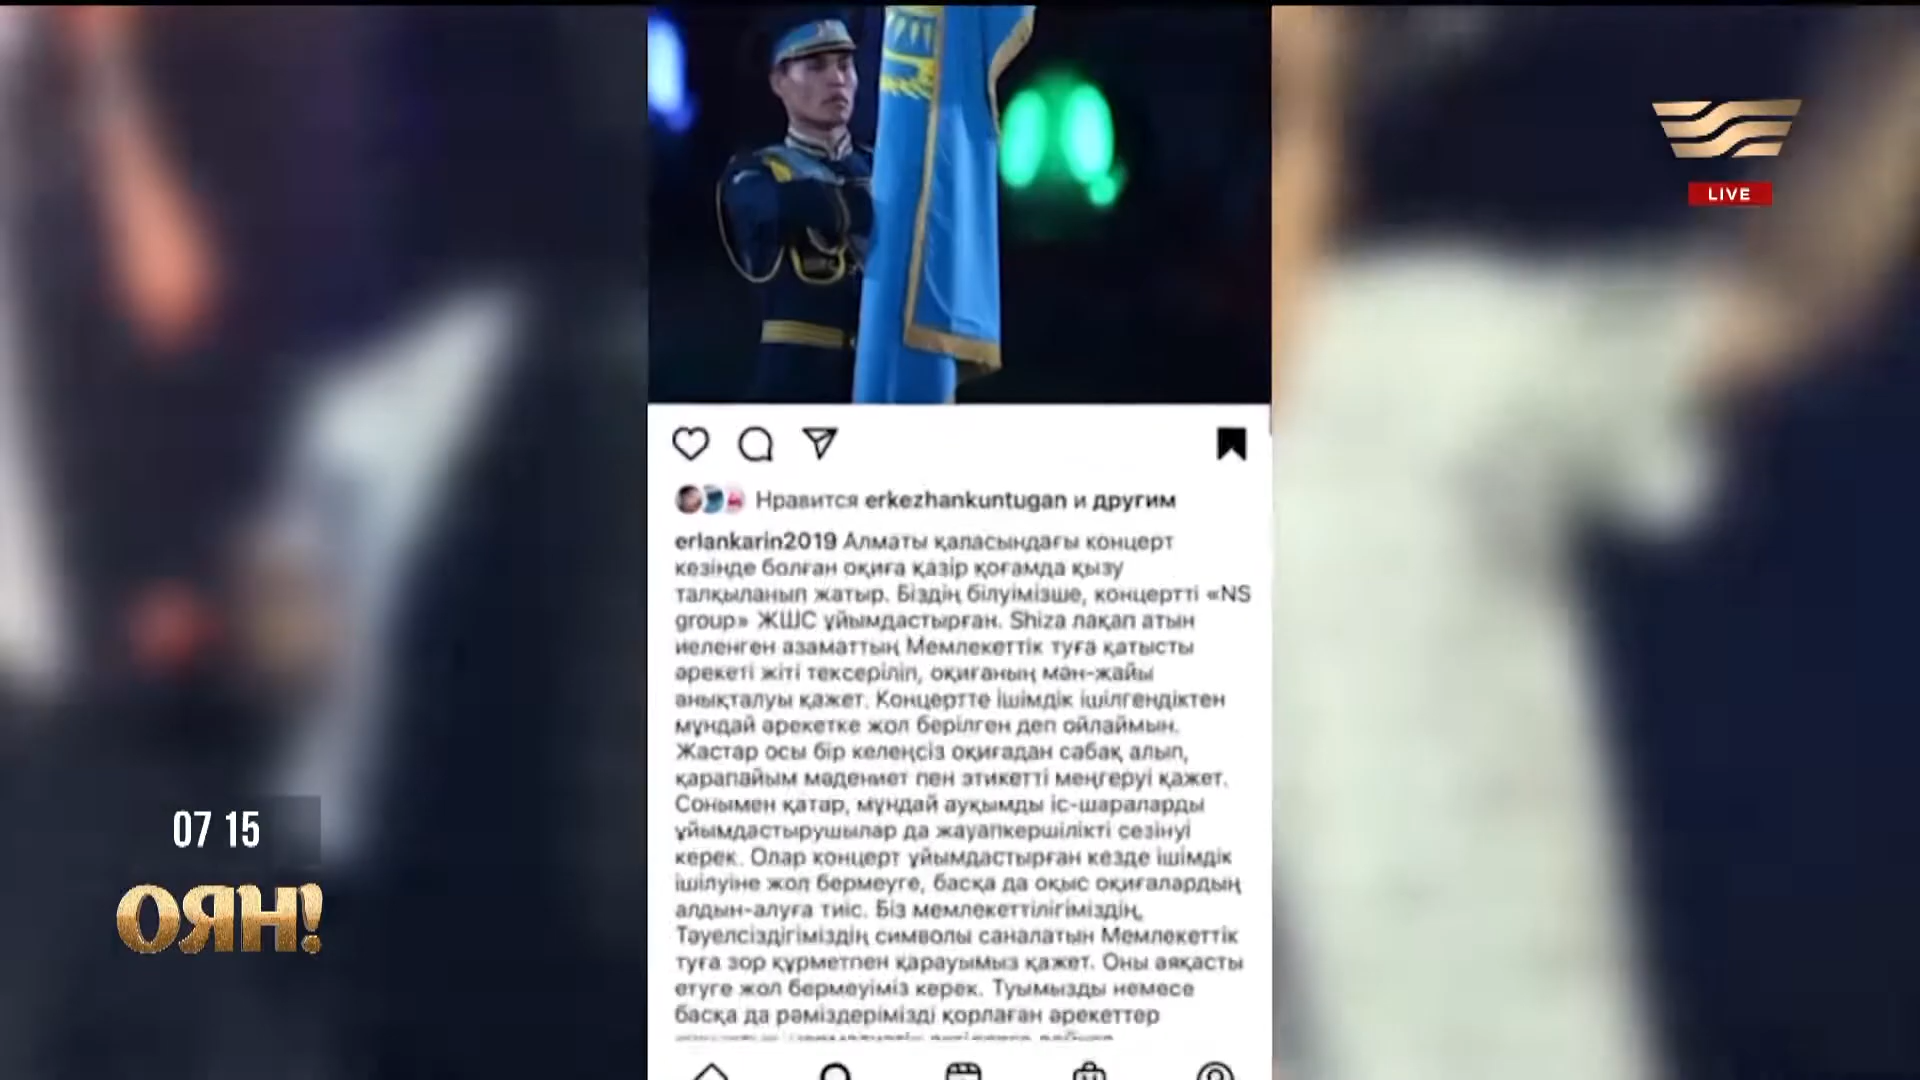 LIVE
Нравится erkezhankuntugan и другим
erlankarin2019 Алматы қаласындағы концерт
кезінде болған оқиға қазір қоғамда қызу
талқыланып жатыр. Біздің білуімізше, концертті «NS
group» ЖШС ұйымдастырған. Shiza лақап атын
иеленген азаматтың Мемлекеттік туға қатысты
әрекеті жіті тексеріліп, оқиғаның мән-жайы
анықталуы қажет. Концертте ішімдік ішілгендіктен
мұндай әрекетке жол берілген деп ойлаймын.
Жастар осы бір келеңсіз оқиғадан сабақ алып,
қарапайым мәдениет пен этикетті меңгеруі қажет.
Сонымен қатар, мұндай ауқымды іс-шараларды
ұйымдастырушылар да жауапкершілікті сезінуі
керек. Олар концерт ұйымдастырған кезде ішімдік
ішілуіне жол бермеуге, басқа да оқыс оқиғалардың
алдын-алуға тиіс. Біз мемлекеттілігіміздің,
Тәуелсіздігіміздің символы саналатын Мемлекеттік
туға зор құрметпен қарауымыз қажет. Оны аяқасты
етуге жол бермеуіміз керек. Туымызды немесе
басқа да рәміздерімізді қорлаған әрекеттер
07 15
ОЯН!